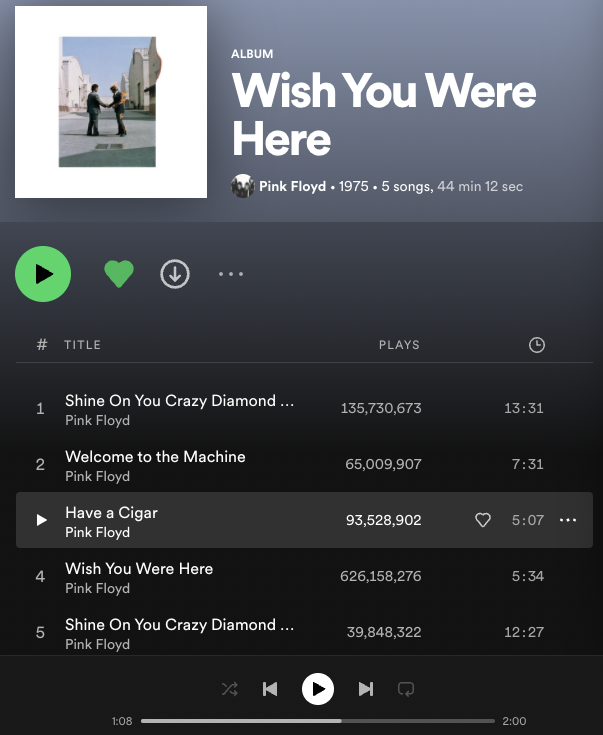 ALBUM
Wish You Were
Here
Pink Floyd • 1975 • 5 songs, 44 min 12 sec
# TITLE PLAYS
1 Shine On You Crazy Diamond ... 135,730,673 13:31
Pink Floyd
2 Welcome to the Machine 65,009,907 7:31
Pink Floyd
Have a Cigar 93,528,902 5:07
Pink Floyd
4 Wish You Were Here 626,158,276 5:34
Pink Floyd
5 Shine On You Crazy Diamond ... 39,848,322 12:27
Pink Floyd
1:08 2:00